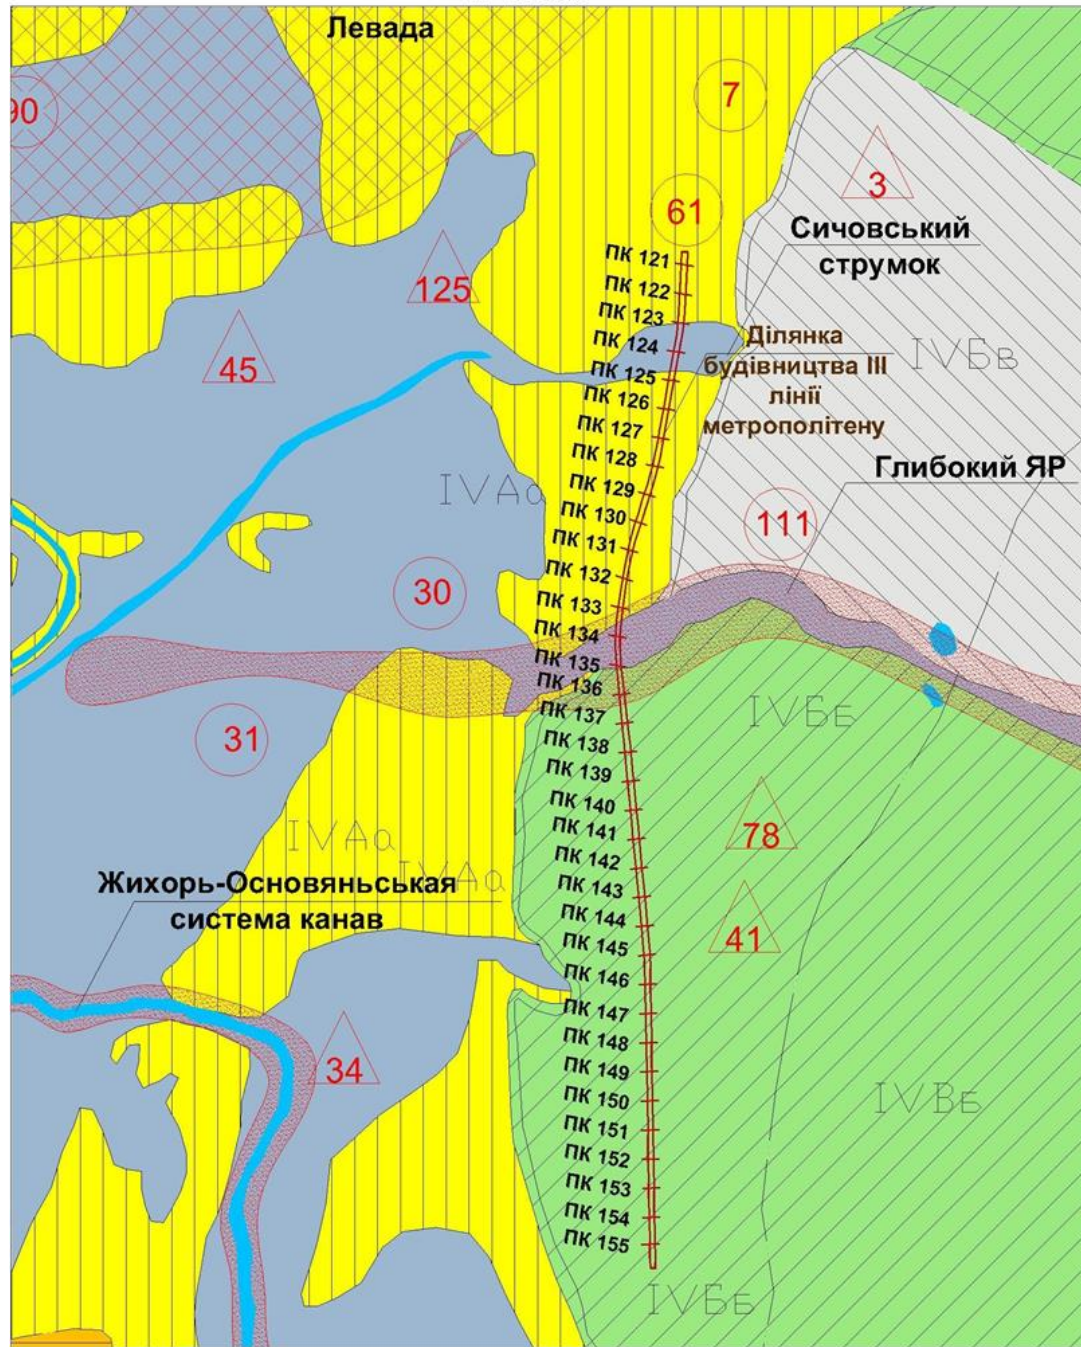 Левада
90
7
3
61
Сичовський
струмок
125
45
ПК 121
ПК 122
ПК 123
ПК 124
ПК 125
ПК 126
ПК 127
ПК 128
ПК 129
ПК 130
ПК 131
ПК 132
ПК 133
ПК 134
ПК 135
ПК 136
ПК 137
ПК 138
ПК 139
ПК 140
ПК 141
ПК 142
ПК 143
ПК 144
ПК 145
ПК 146
ПК 147
ПК 148
ПК 149
ПК 150
ПК 151
ПК 152
ПК 153
ПК 154
ПК 155
Ділянка
будівництва III
лінії
метрополітену
IVБв
Глибокий ЯР
IVАа
111
30
31
IVБб
78
IVАа
IVАа
41
Жихорь-Основяньськая
система канав
34
IVВб
IVБб